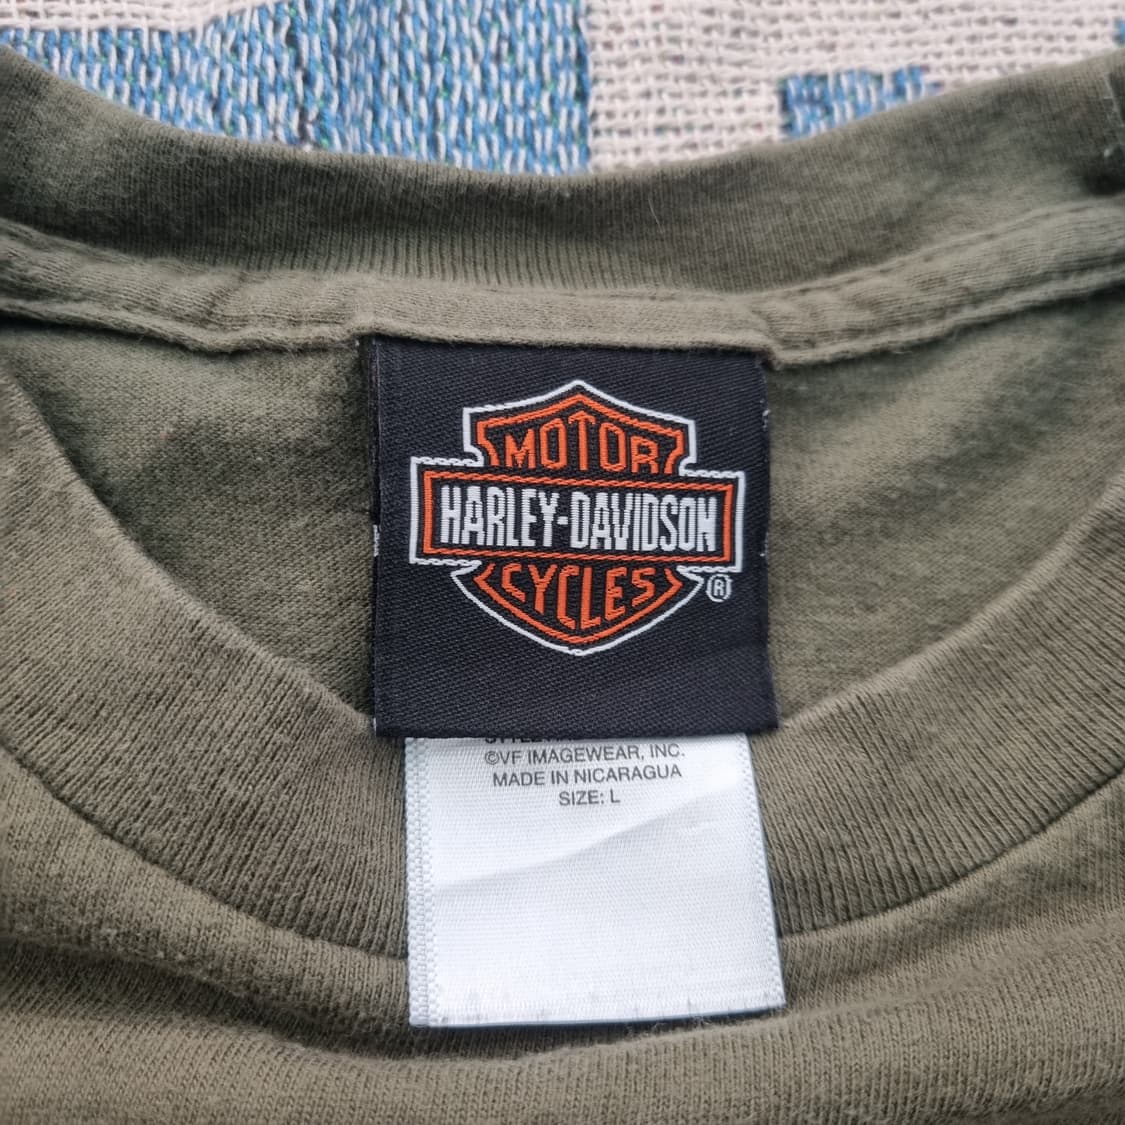 MOTOR
HARLEY-DAVIDSON
CYCLES
®
©VF IMAGEWEAR, INC.
MADE IN NICARAGUA
SIZE: L